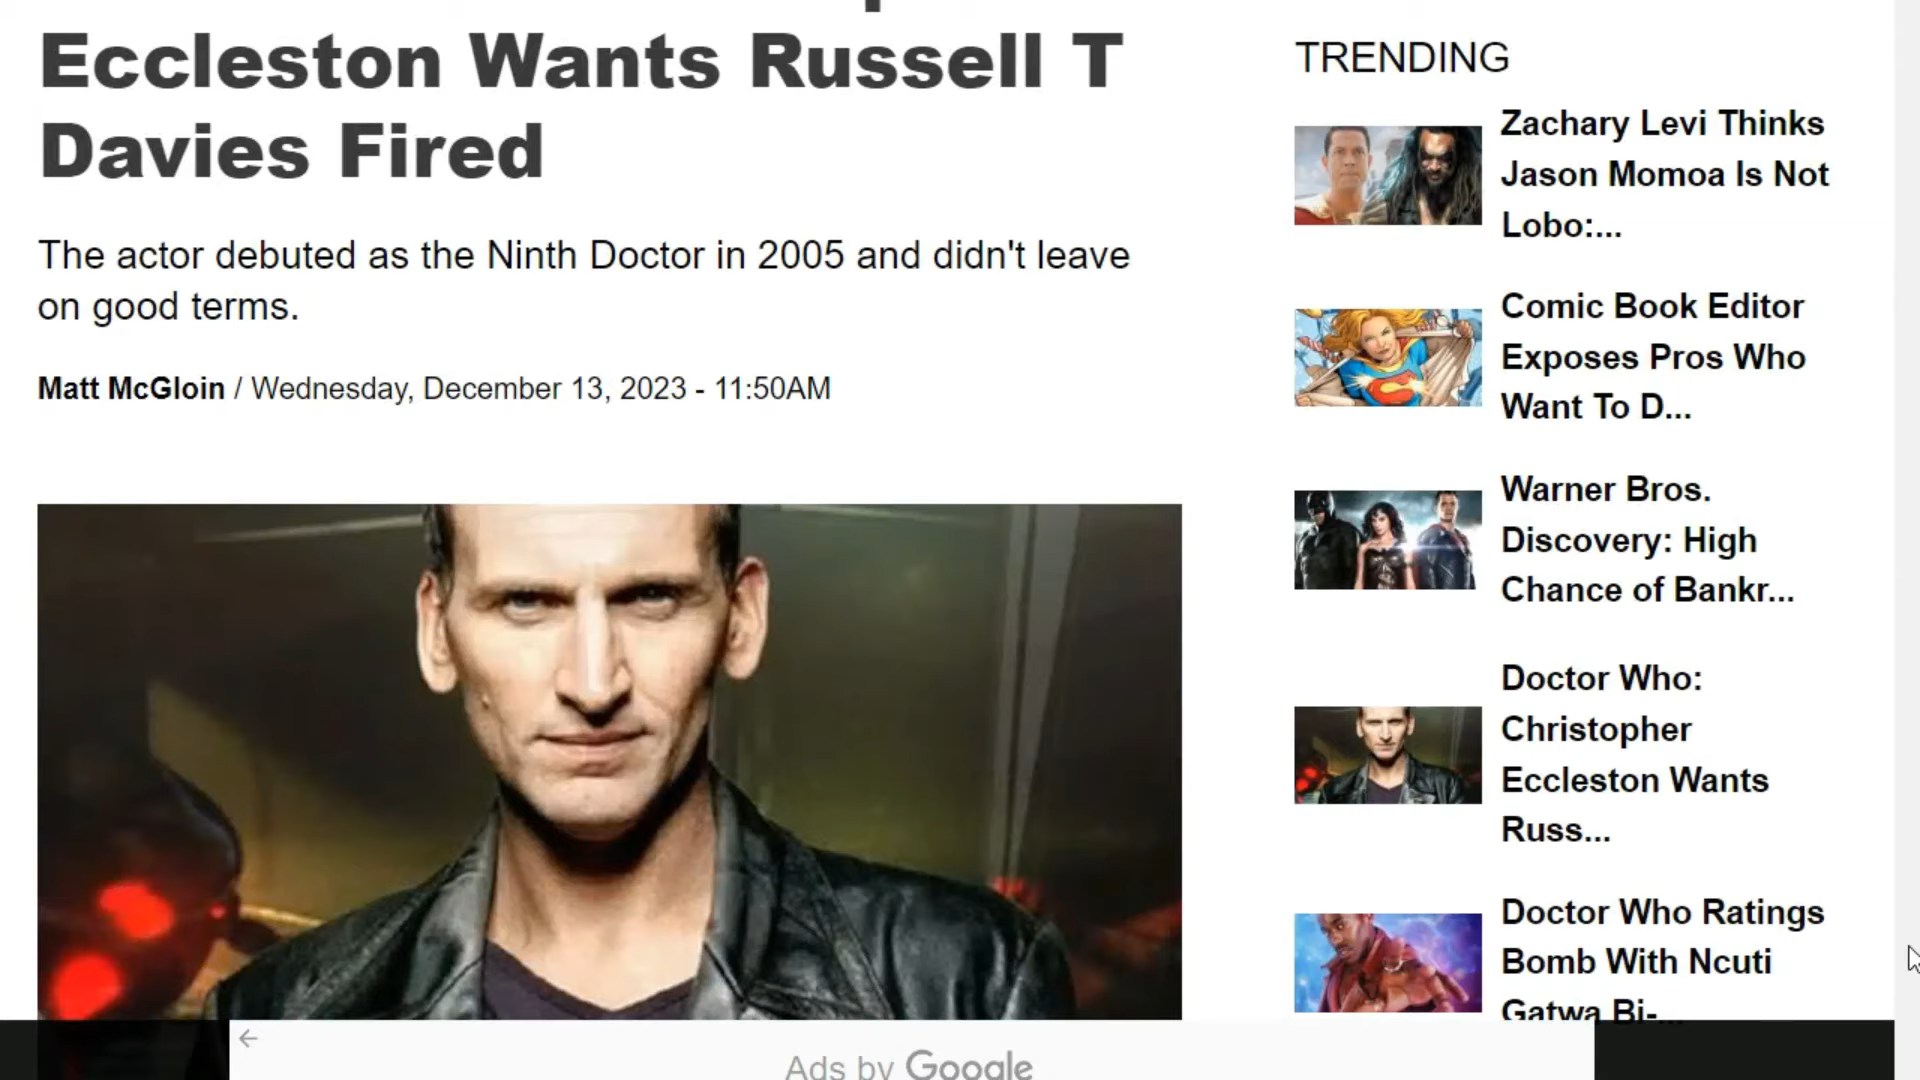 Eccleston Wants Russell T
Davies Fired
The actor debuted as the Ninth Doctor in 2005 and didn't leave
on good terms.
Matt McGloin / Wednesday, December 13, 2023 - 11:50AM
TRENDING
Zachary Levi Thinks
Jason Momoa Is Not
Lobo:...
Comic Book Editor
Exposes Pros Who
Want To D...
Warner Bros.
Discovery: High
Chance of Bankr...
Doctor Who:
Christopher
Eccleston Wants
Russ...
Doctor Who Ratings
Bomb With Ncuti
Gatwa Bi-...
Ads by Google